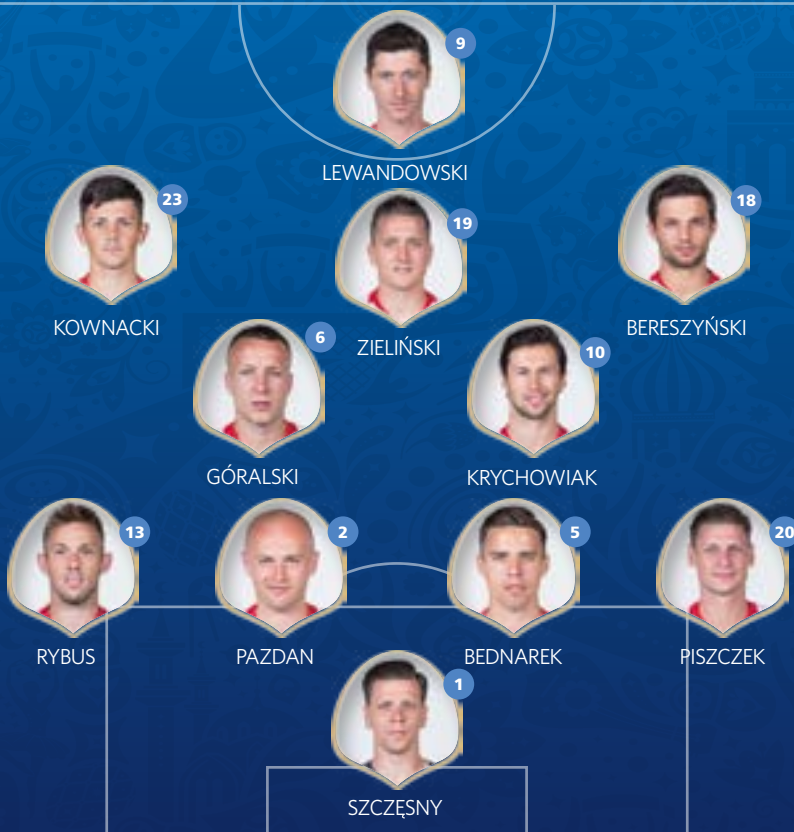 9
LEWANDOWSKI
23
KOWNACKI
19
ZIELIŃSKI
18
BERESZYŃSKI
6
GÓRALSKI
10
KRYCHOWIAK
13
RYBUS
2
PAZDAN
5
BEDNAREK
20
PISZCZEK
1
SZCZĘSNY